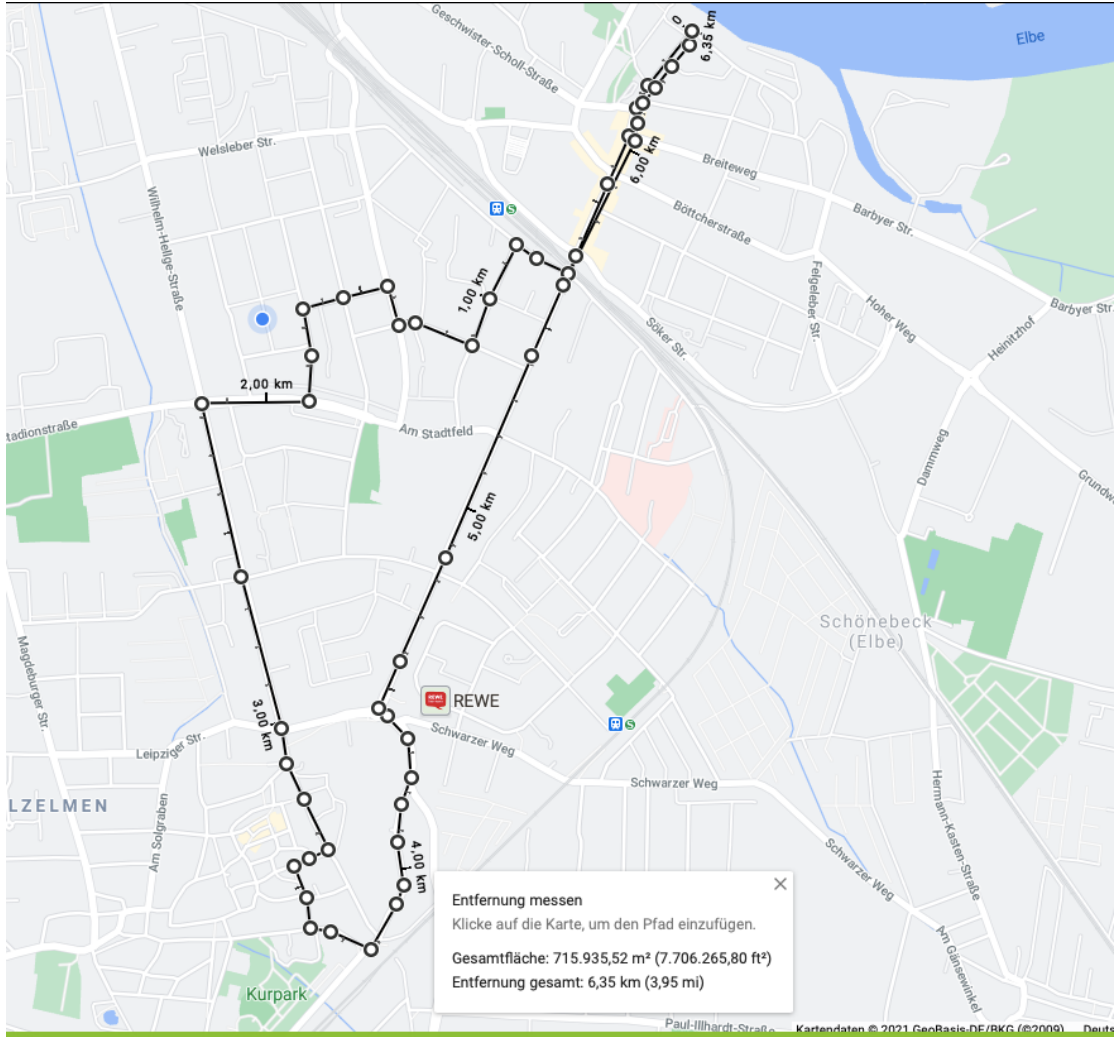 Geschwister-Scholl-Straße
0
6,35 km
Elbe
Welsleber Str.
6,00 km
Breiteweg
Böttcherstraße
Barbyer Str.
Wilhelm-Hellge-Straße
S
1,00 km
Felgeleber Str.
Hoher Weg
Barbyer Str.
Söker Str.
Heinitzhof
2,00 km
tadionstraße
Am Stadtfeld
Dammweg
Grundw
5,00 km
Schönebeck
(Elbe)
Magdeburger Str.
REWE
REWE
3,00 km
S
Leipziger Str.
Schwarzer Weg
Schwarzer Weg
Hermann-Kasten-Straße
LZELMEN
Am Solgraben
4,00 km
Schwarzer Weg
Entfernung messen
Klicke auf die Karte, um den Pfad einzufügen.
Gesamtfläche: 715.935,52 m² (7.706.265,80 ft²)
Entfernung gesamt: 6,35 km (3,95 mi)
Am Gänsewinkel
Kurpark
Paul-Illhardt-Straße
Kartendaten © 2021 GeoBasis-DE/BKG (©2009)
Deuts